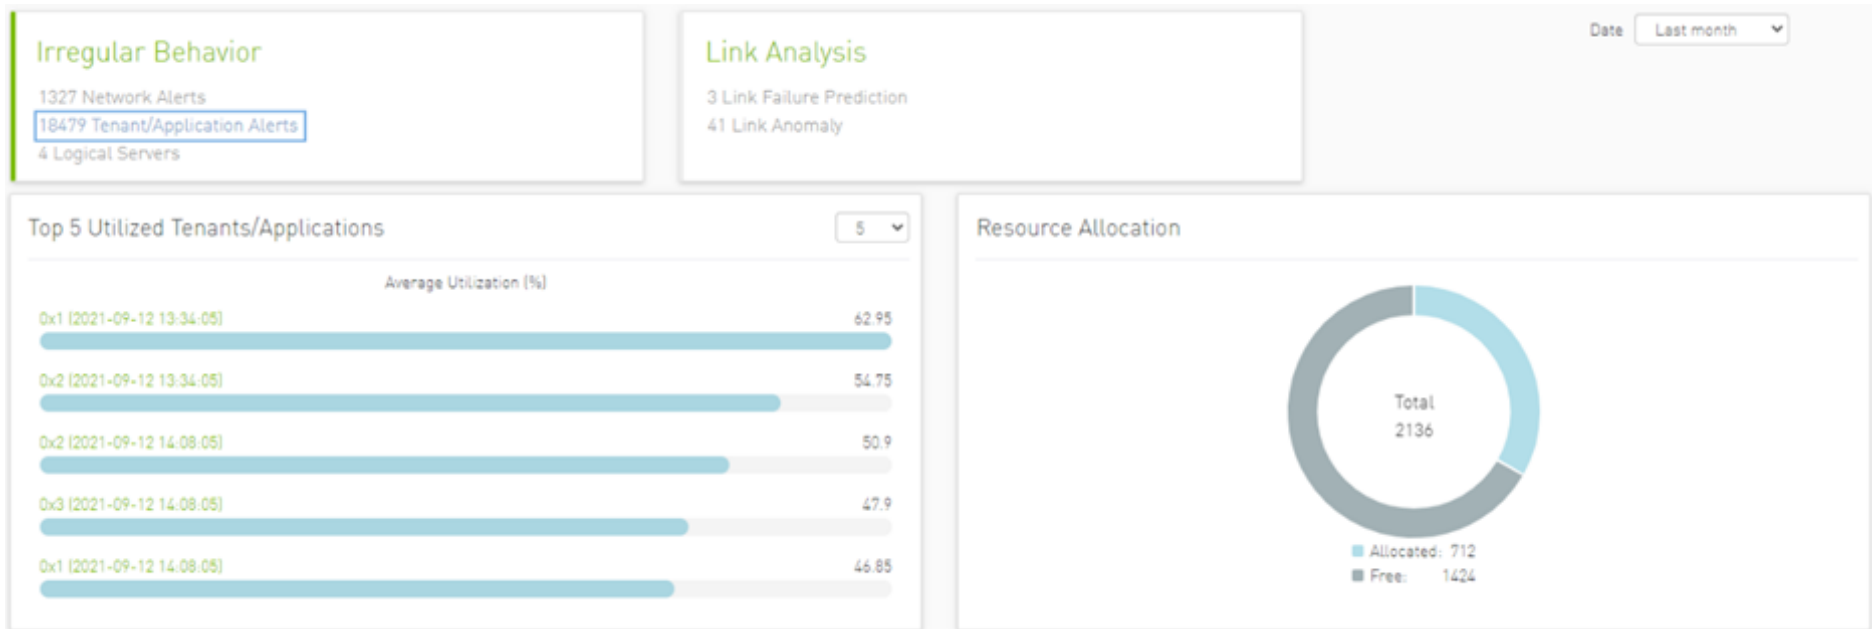 Irregular Behavior
1327 Network Alerts
18479 Tenant/Application Alerts
4 Logical Servers
Link Analysis
3 Link Failure Prediction
41 Link Anomaly
Date Last month
Top 5 Utilized Tenants/Applications 5
Average Utilization (%)
0x1 (2021-09-12 13:34:05) 62.95
0x2 (2021-09-12 13:34:05) 54.75
0x2 (2021-09-12 14:08:05) 50.9
0x3 (2021-09-12 14:08:05) 47.9
0x1 (2021-09-12 14:08:05) 46.85
Resource Allocation
Total
2136
Allocated: 712
Free: 1424